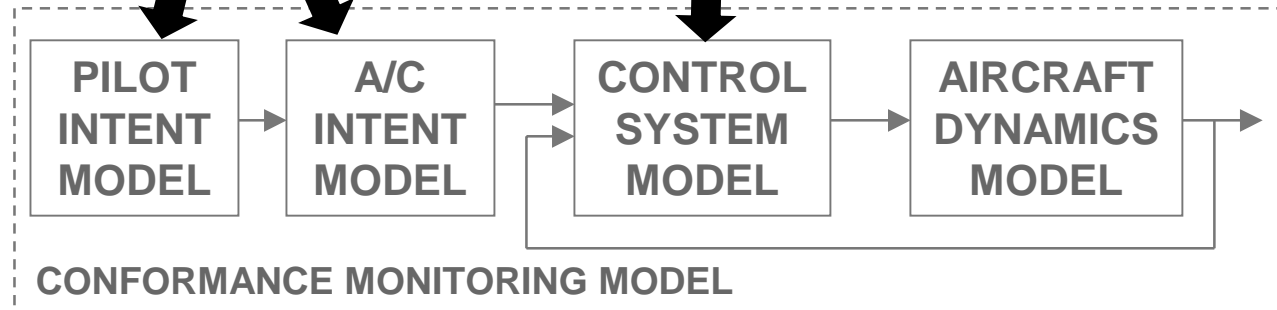 PILOT
INTENT
MODEL
A/C
INTENT
MODEL
CONTROL
SYSTEM
MODEL
AIRCRAFT
DYNAMICS
MODEL
CONFORMANCE MONITORING MODEL